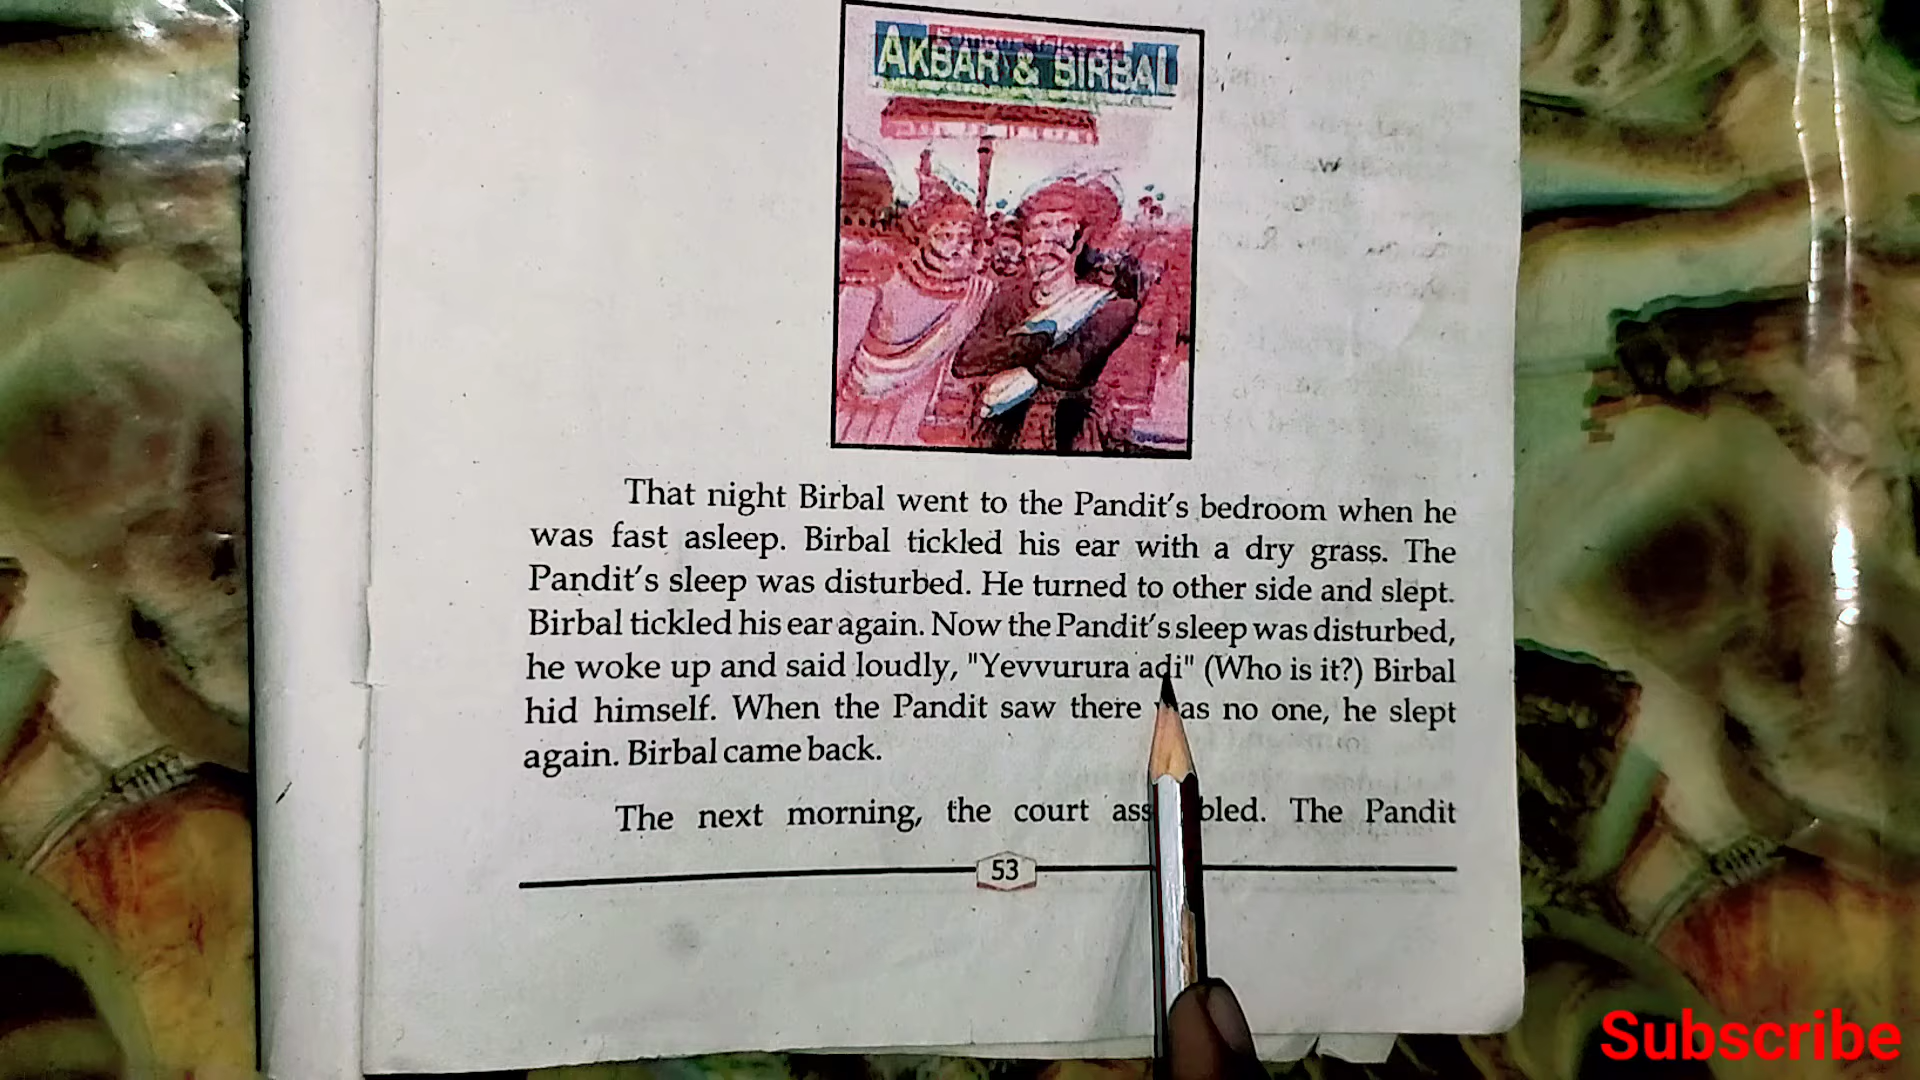 Famous Tales of
AKBAR & BIRBAL
That night Birbal went to the Pandit's bedroom when he
was fast asleep. Birbal tickled his ear with a dry grass. The
Pandit's sleep was disturbed. He turned to other side and slept.
Birbal tickled his ear again. Now the Pandit's sleep was disturbed,
he woke up and said loudly, "Yevvurura adi" (Who is it?) Birbal
hid himself. When the Pandit saw there was no one, he slept
again. Birbal came back.
The next morning, the court assembled. The Pandit
53
Subscribe